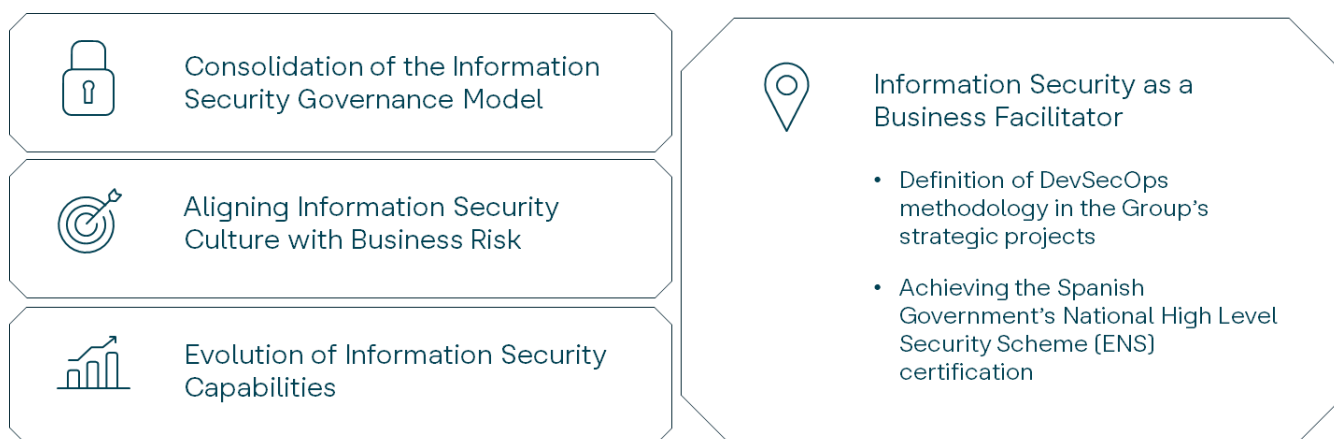 Consolidation of the Information
Security Governance Model
Aligning Information Security
Culture with Business Risk
Evolution of Information Security
Capabilities
Information Security as a
Business Facilitator
• Definition of DevSecOps
methodology in the Group's
strategic projects
• Achieving the Spanish
Government's National High Level
Security Scheme (ENS)
certification